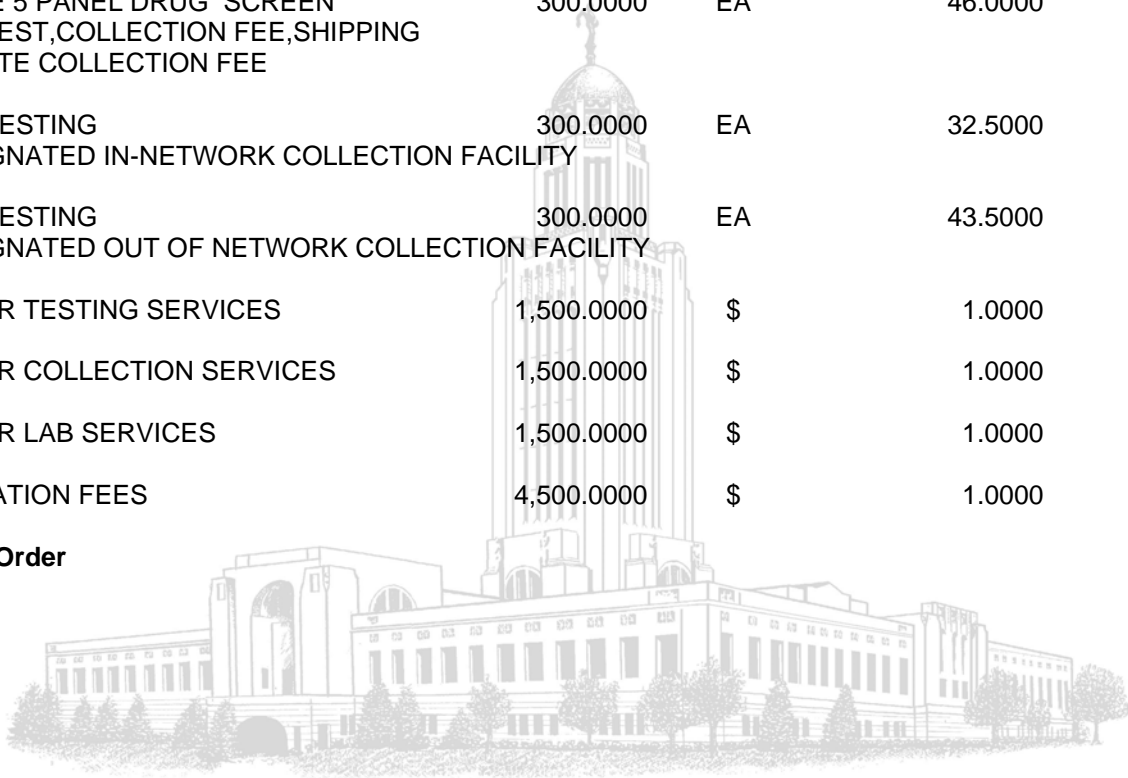 E 5 PANEL DRUG SCREEN 300.0000 EA 46.0000
EST,COLLECTION FEE,SHIPPING
TE COLLECTION FEE
ESTING 300.0000 EA 32.5000
GNATED IN-NETWORK COLLECTION FACILITY
ESTING 300.0000 EA 43.5000
GNATED OUT OF NETWORK COLLECTION FACILITY
R TESTING SERVICES 1,500.0000 $ 1.0000
R COLLECTION SERVICES 1,500.0000 $ 1.0000
R LAB SERVICES 1,500.0000 $ 1.0000
ATION FEES 4,500.0000 $ 1.0000
Order